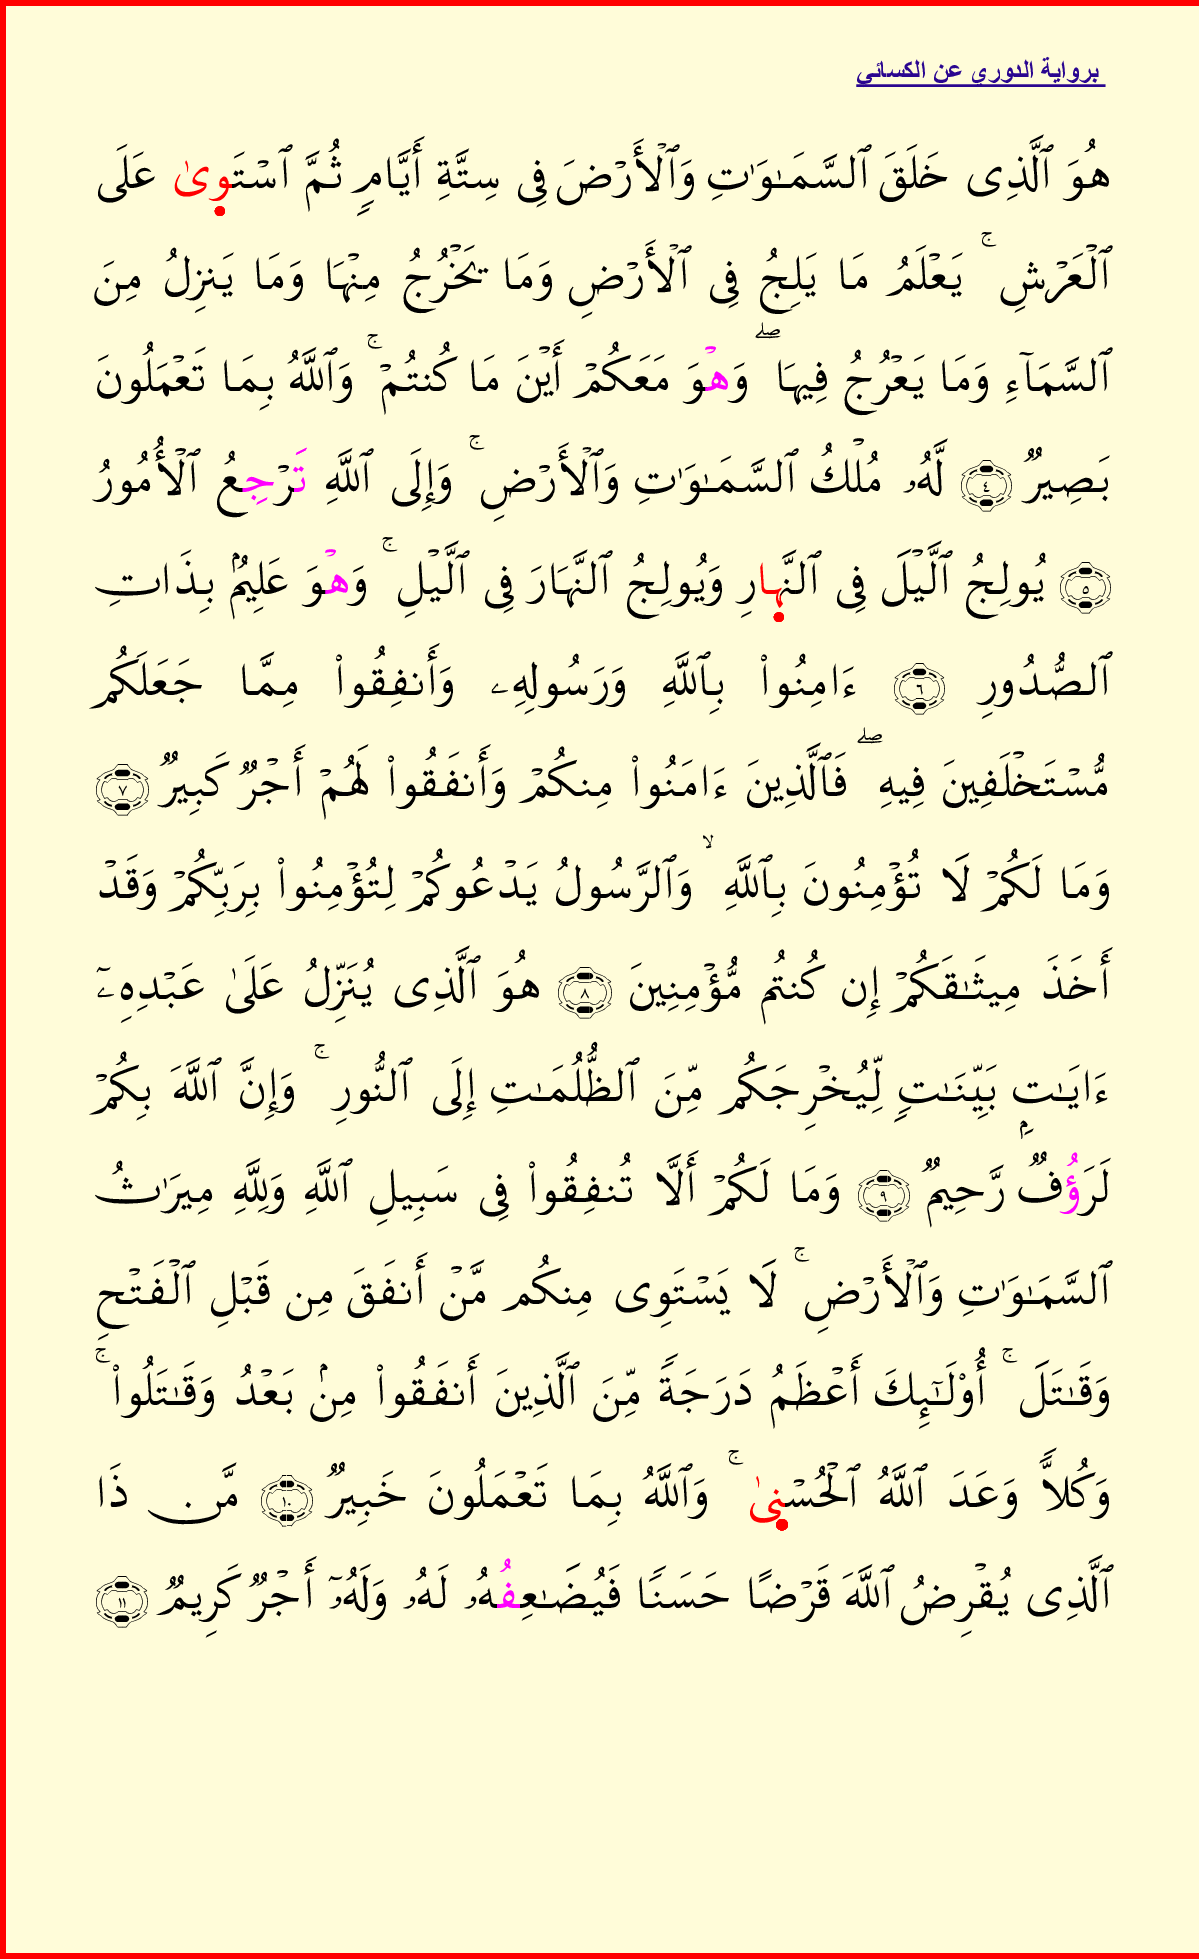 برواية الدوري عن الكسائي
هُوَ ٱلَّذِى خَلَقَ ٱلسَّمَـٰوَٰتِ وَٱلْأَرْضَ فِى سِتَّةِ أَيَّامٍ ثُمَّ ٱسْتَوِىٰ عَلَى
ٱلْعَرْشِ ۚ يَعْلَمُ مَا يَلِجُ فِى ٱلْأَرْضِ وَمَا يَخْرُجُ مِنْهَا وَمَا يَنزِلُ مِنَ
ٱلسَّمَآءِ وَمَا يَعْرُجُ فِيهَا ۖ وَهْوَ مَعَكُمْ أَيْنَ مَا كُنتُمْ ۚ وَٱللَّهُ بِمَا تَعْمَلُونَ
بَصِيرٌ ٤ لَّهُۥ مُلْكُ ٱلسَّمَـٰوَٰتِ وَٱلْأَرْضِ ۚ وَإِلَى ٱللَّهِ تَرْجِعُ ٱلْأُمُورُ
٥ يُولِجُ ٱلَّيْلَ فِى ٱلنَّهِارِ وَيُولِجُ ٱلنَّهَارَ فِى ٱلَّيْلِ ۚ وَهْوَ عَلِيمٌۢ بِذَاتِ
ٱلصُّدُورِ ٦ ءَامِنُوا۟ بِٱللَّهِ وَرَسُولِهِۦ وَأَنفِقُوا۟ مِمَّا جَعَلَكُم
مُّسْتَخْلَفِينَ فِيهِ ۖ فَٱلَّذِينَ ءَامَنُوا۟ مِنكُمْ وَأَنفَقُوا۟ لَهُمْ أَجْرٌ كَبِيرٌ ٧
وَمَا لَكُمْ لَا تُؤْمِنُونَ بِٱللَّهِ ۙ وَٱلرَّسُولُ يَدْعُوكُمْ لِتُؤْمِنُوا۟ بِرَبِّكُمْ وَقَدْ
أَخَذَ مِيثَـٰقَكُمْ إِن كُنتُم مُّؤْمِنِينَ ٨ هُوَ ٱلَّذِى يُنَزِّلُ عَلَىٰ عَبْدِهِۦٓ
ءَايَـٰتٍۭ بَيِّنَـٰتٍ لِّيُخْرِجَكُم مِّنَ ٱلظُّلُمَـٰتِ إِلَى ٱلنُّورِ ۚ وَإِنَّ ٱللَّهَ بِكُمْ
لَرَؤُفٌ رَّحِيمٌ ٩ وَمَا لَكُمْ أَلَّا تُنفِقُوا۟ فِى سَبِيلِ ٱللَّهِ وَلِلَّهِ مِيرَٰثُ
ٱلسَّمَـٰوَٰتِ وَٱلْأَرْضِ ۚ لَا يَسْتَوِى مِنكُم مَّنْ أَنفَقَ مِن قَبْلِ ٱلْفَتْحِ
وَقَـٰتَلَ ۚ أُو۟لَـٰٓئِكَ أَعْظَمُ دَرَجَةً مِّنَ ٱلَّذِينَ أَنفَقُوا۟ مِنۢ بَعْدُ وَقَـٰتَلُوا۟ ۚ
وَكُلًّا وَعَدَ ٱللَّهُ ٱلْحُسْنِىٰ ۚ وَٱللَّهُ بِمَا تَعْمَلُونَ خَبِيرٌ ١٠ مَّن ذَا
ٱلَّذِى يُقْرِضُ ٱللَّهَ قَرْضًا حَسَنًا فَيُضَـٰعِفُهُۥ لَهُۥ وَلَهُۥٓ أَجْرٌ كَرِيمٌ ١١